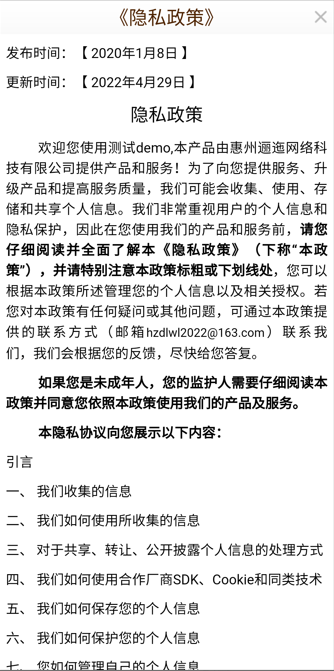 《隐私政策》
发布时间：【 2020年1月8日 】
更新时间：【 2022年4月29日 】
隐私政策
欢迎您使用测试demo,本产品由惠州逦迤网络科
技有限公司提供产品和服务！为了向您提供服务、升
级产品和提高服务质量，我们可能会收集、使用、存
储和共享个人信息。我们非常重视用户的个人信息和
隐私保护，因此在您使用我们的产品和服务前，请您
仔细阅读并全面了解本《隐私政策》（下称“本政
策”），并请特别注意本政策标粗或下划线处，您可以
根据本政策所述管理您的个人信息以及相关授权。若
您对本政策有任何疑问或其他问题，可通过本政策提
供的联系方式（邮箱hzdlwl2022@163.com）联系我
们，我们会根据您的反馈，尽快给您答复。
如果您是未成年人，您的监护人需要仔细阅读本
政策并同意您依照本政策使用我们的产品及服务。
本隐私协议向您展示以下内容：
引言
一、 我们收集的信息
二、 我们如何使用所收集的信息
三、 对于共享、转让、公开披露个人信息的处理方式
四、 我们如何使用合作厂商SDK、Cookie和同类技术
五、 我们如何保存您的个人信息
六、 我们如何保护您的个人信息
七、 您如何管理自己的个人信息